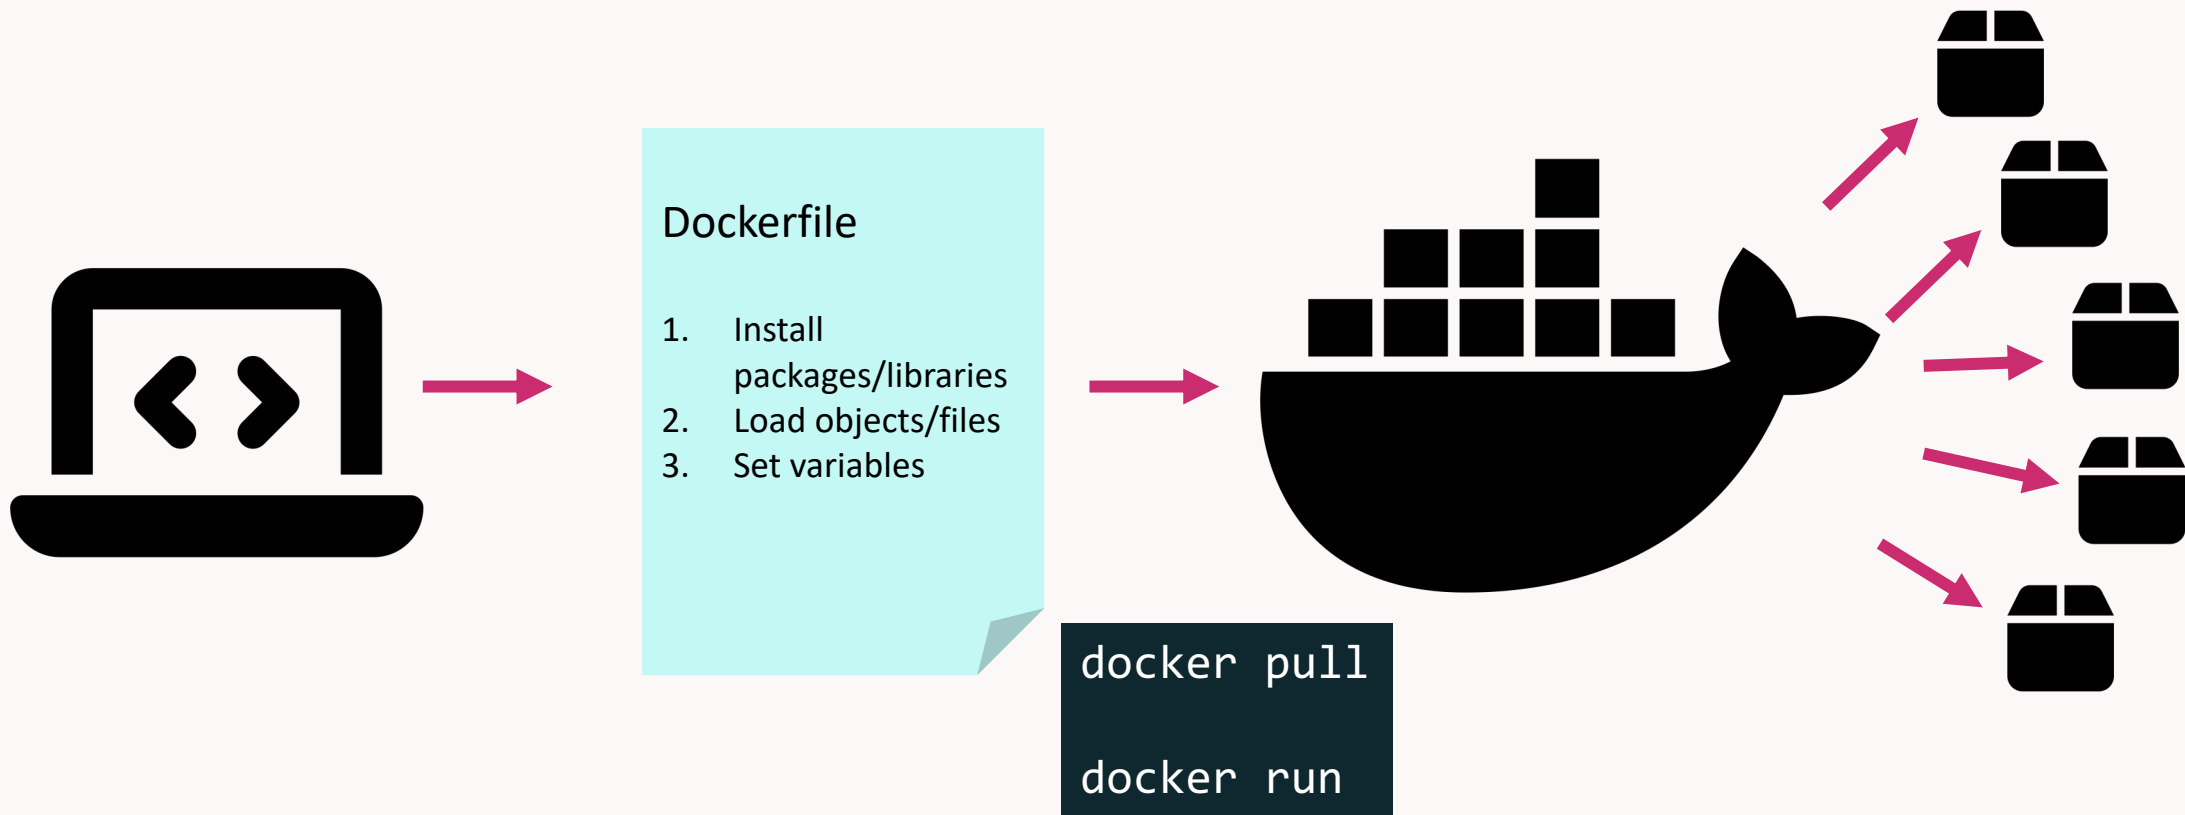 Dockerfile
1. Install
packages/libraries
2. Load objects/files
3. Set variables
docker pull
docker run